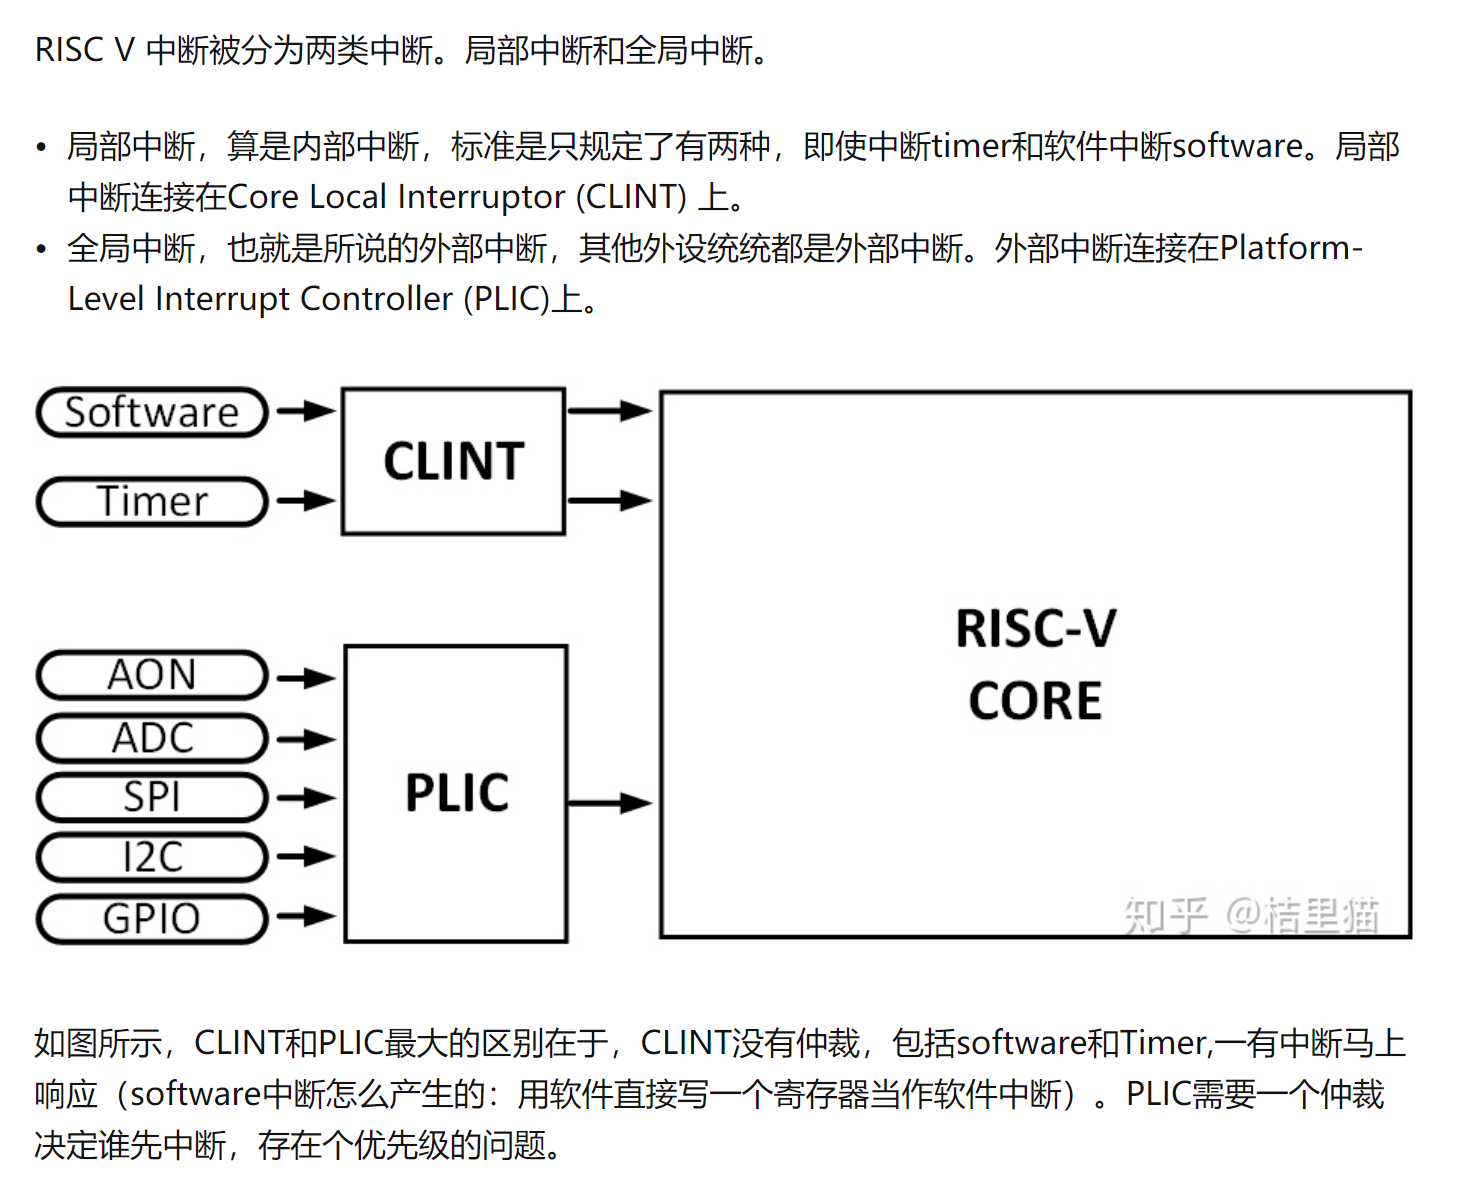 RISC V 中断被分为两类中断。局部中断和全局中断。
• 局部中断，算是内部中断，标准是只规定了有两种，即使中断timer和软件中断software。局部
中断连接在Core Local Interruptor (CLINT) 上。
• 全局中断，也就是所说的外部中断，其他外设统统都是外部中断。外部中断连接在Platform-
Level Interrupt Controller (PLIC)上。
Software
Timer
CLINT
AON
ADC
SPI
I2C
GPIO
PLIC
RISC-V
CORE
知乎 @桔里猫
如图所示，CLINT和PLIC最大的区别在于，CLINT没有仲裁，包括software和Timer,一有中断马上
响应（software中断怎么产生的：用软件直接写一个寄存器当作软件中断）。PLIC需要一个仲裁
决定谁先中断，存在个优先级的问题。